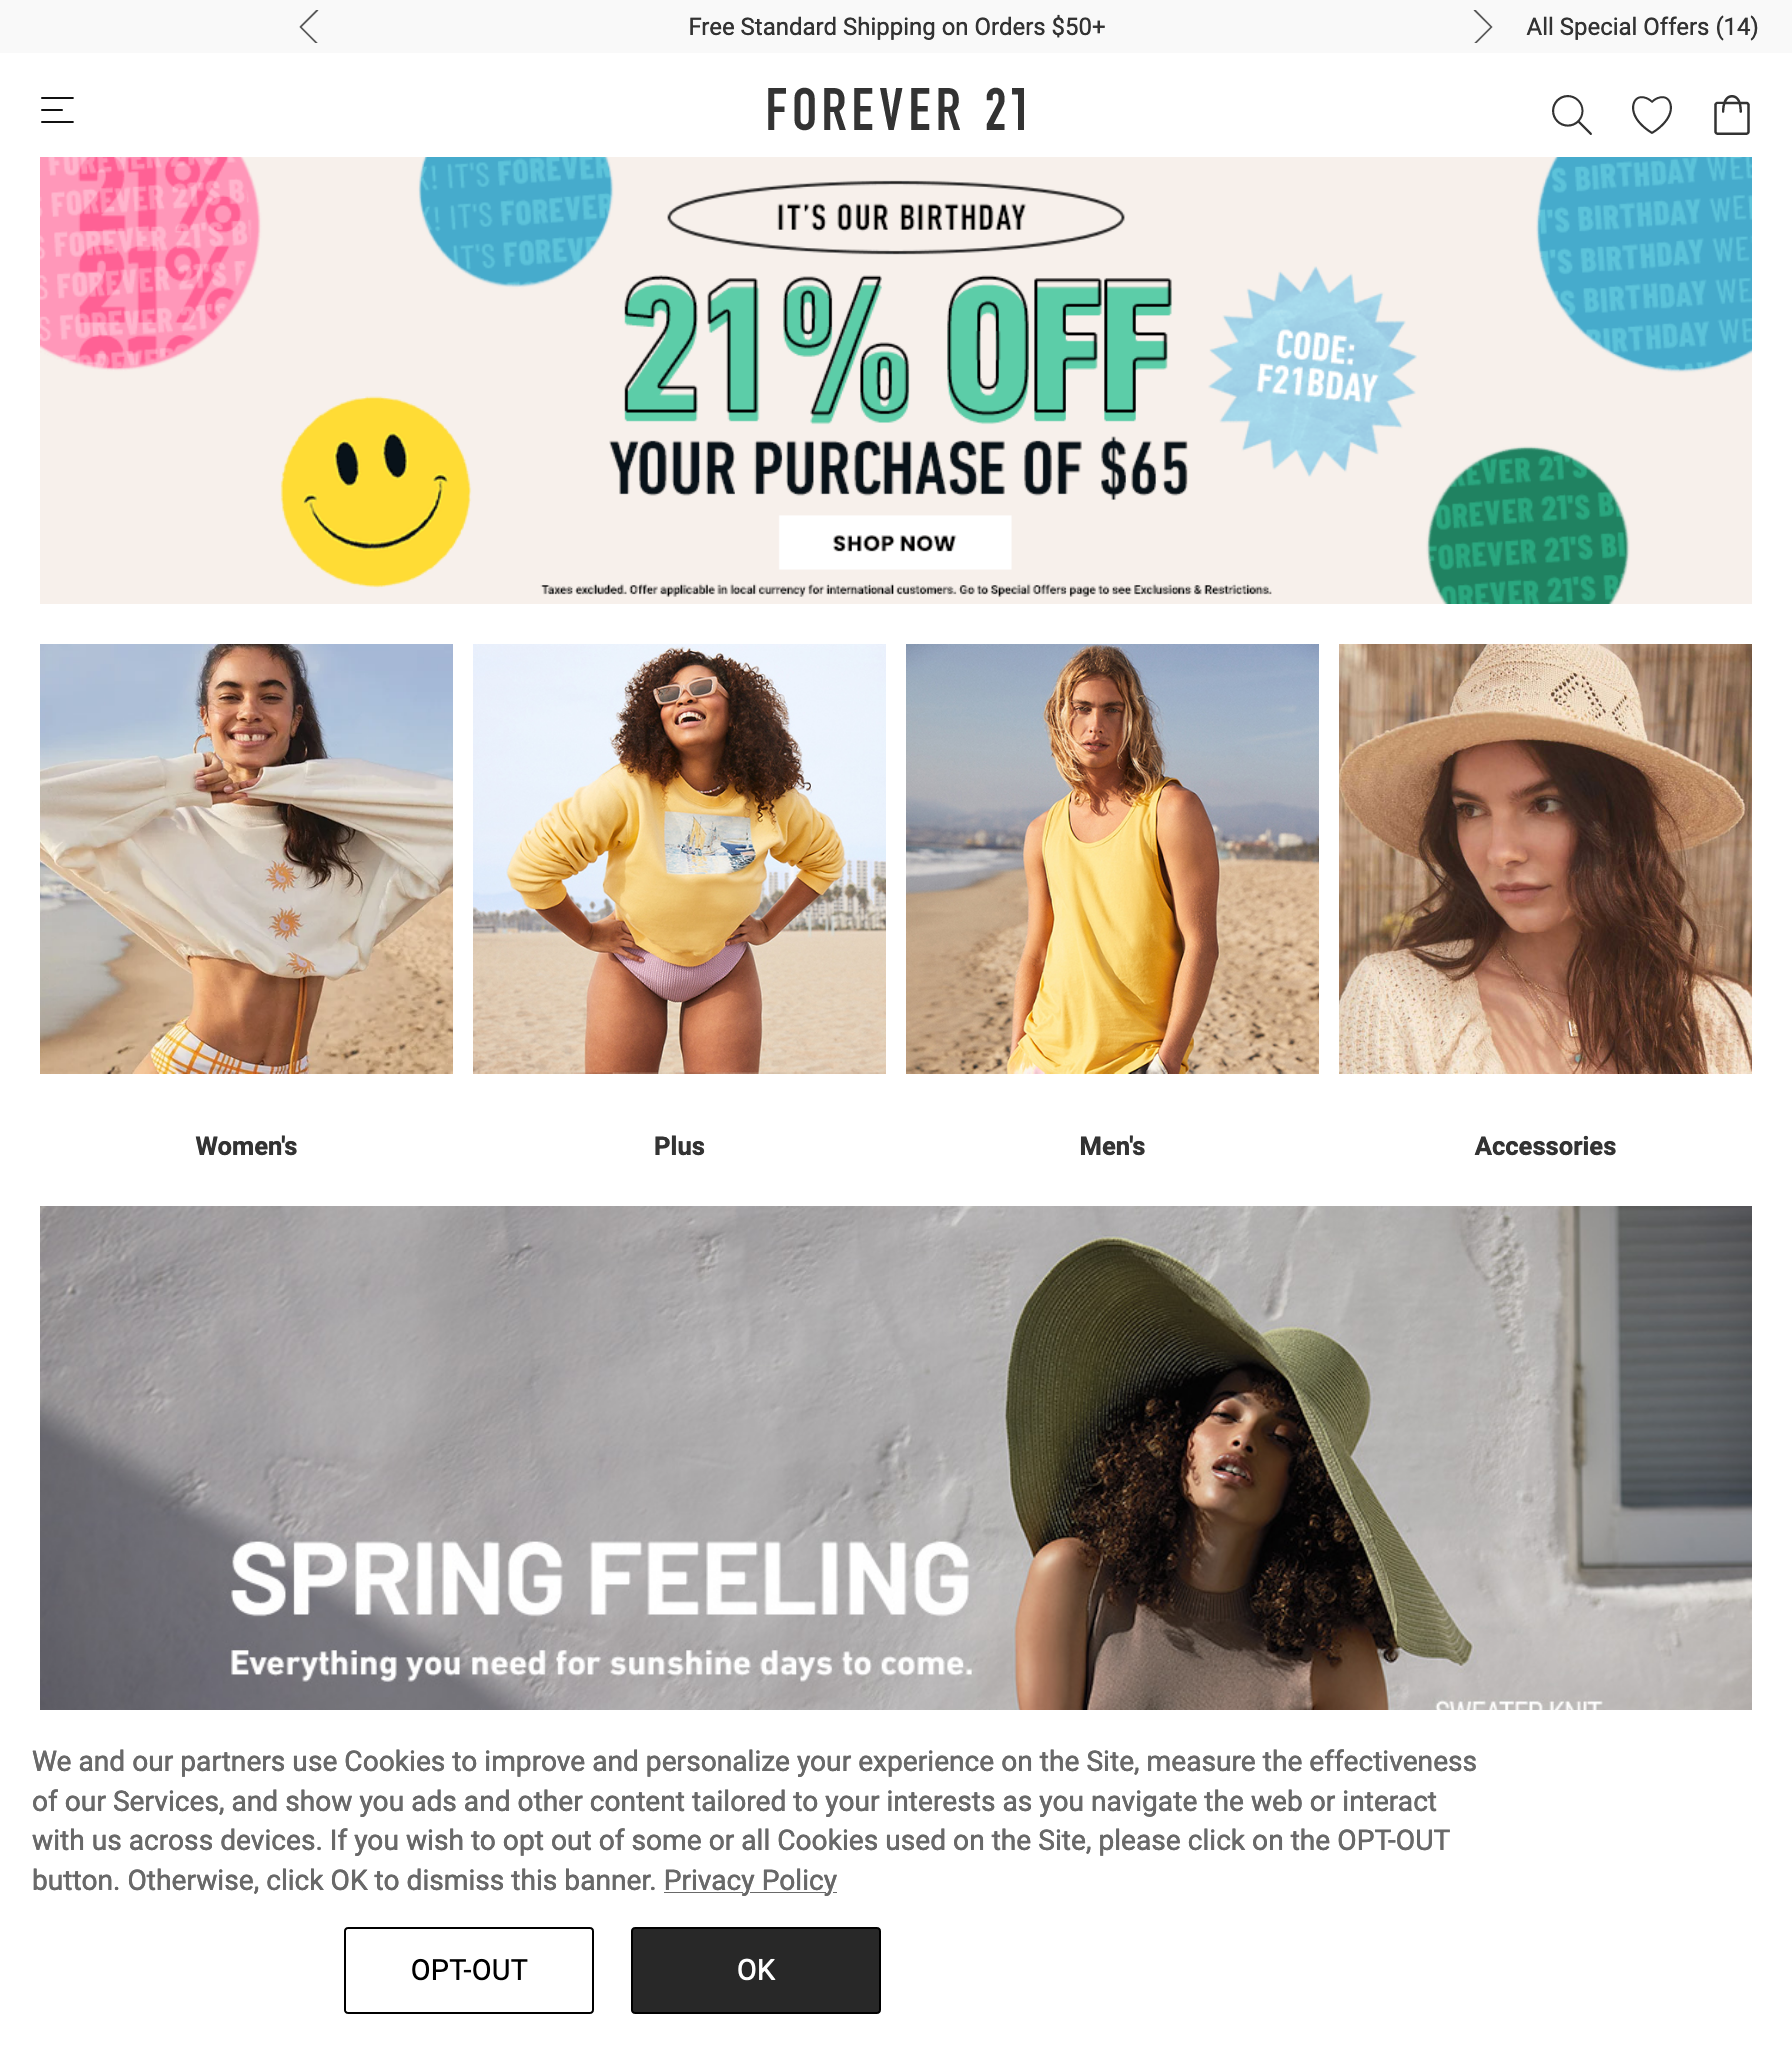 Free Standard Shipping on Orders $50+
All Special Offers (14)
FOREVER 21
IT'S OUR BIRTHDAY
21% OFF
CODE:
F21BDAY
YOUR PURCHASE OF $65
SHOP NOW
Taxes excluded. Offer applicable in local currency for international customers. Go to Special Offers page to see Exclusions & Restrictions.
Women's
Plus
Men's
Accessories
SPRING FEELING
Everything you need for sunshine days to come.
SWEATER KNIT
We and our partners use Cookies to improve and personalize your experience on the Site, measure the effectiveness
of our Services, and show you ads and other content tailored to your interests as you navigate the web or interact
with us across devices. If you wish to opt out of some or all Cookies used on the Site, please click on the OPT-OUT
button. Otherwise, click OK to dismiss this banner. Privacy Policy
OPT-OUT
OK